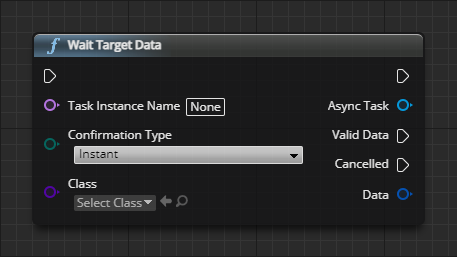 Wait Target Data
Task Instance Name None
Async Task
Confirmation Type
Instant
Valid Data
Cancelled
Class
Select Class
Data